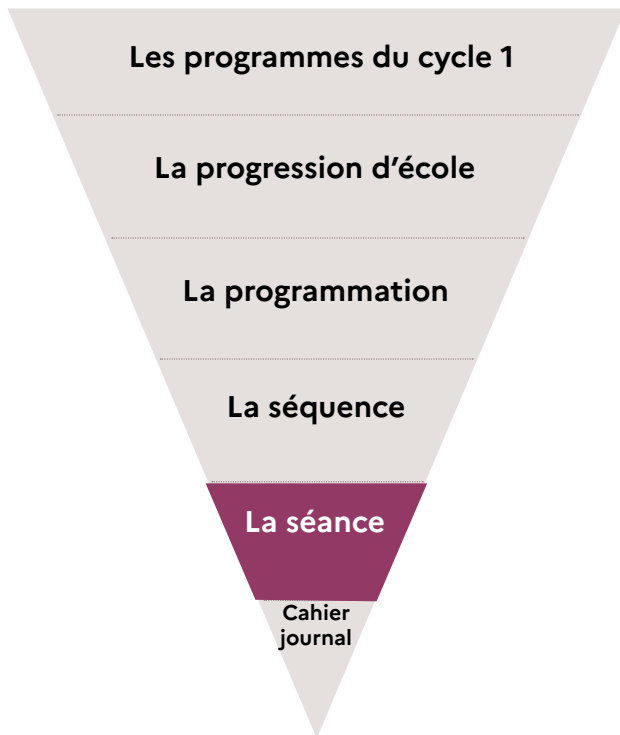 Les programmes du cycle 1
La progression d’école
La programmation
La séquence
La séance
Cahier
journal